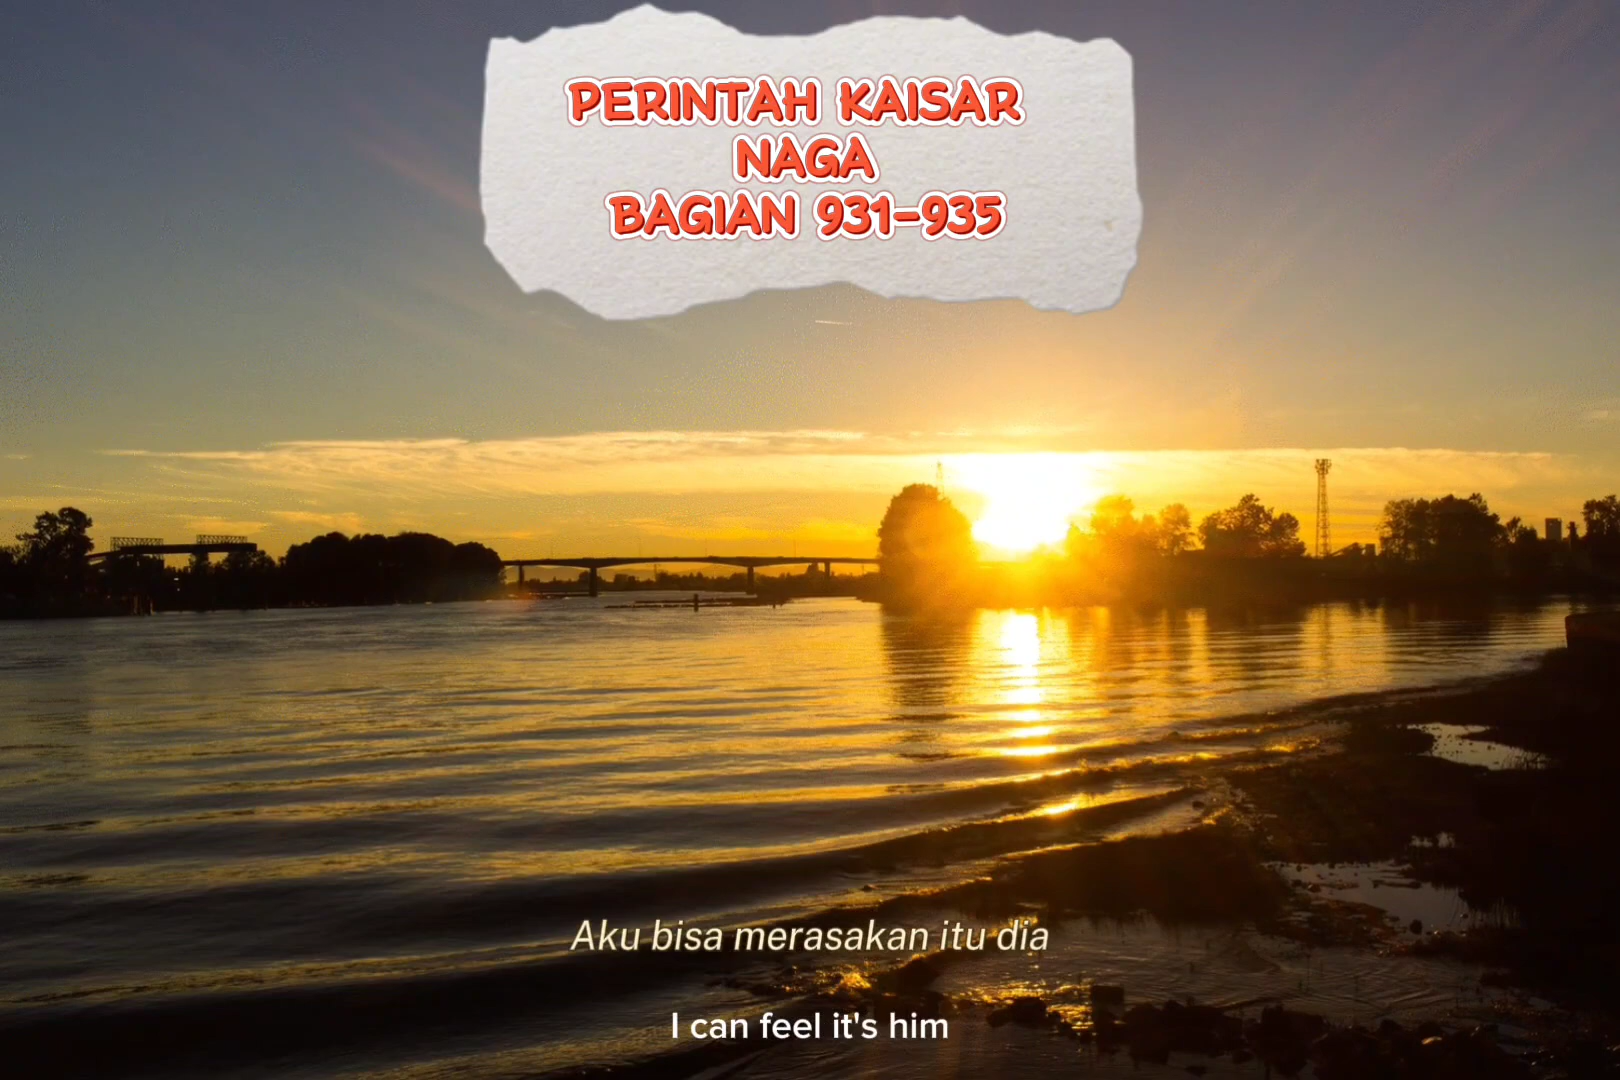 PERINTAH KAISAR
NAGA
BAGIAN 931-935
Aku bisa merasakan itu dia
I can feel it's him